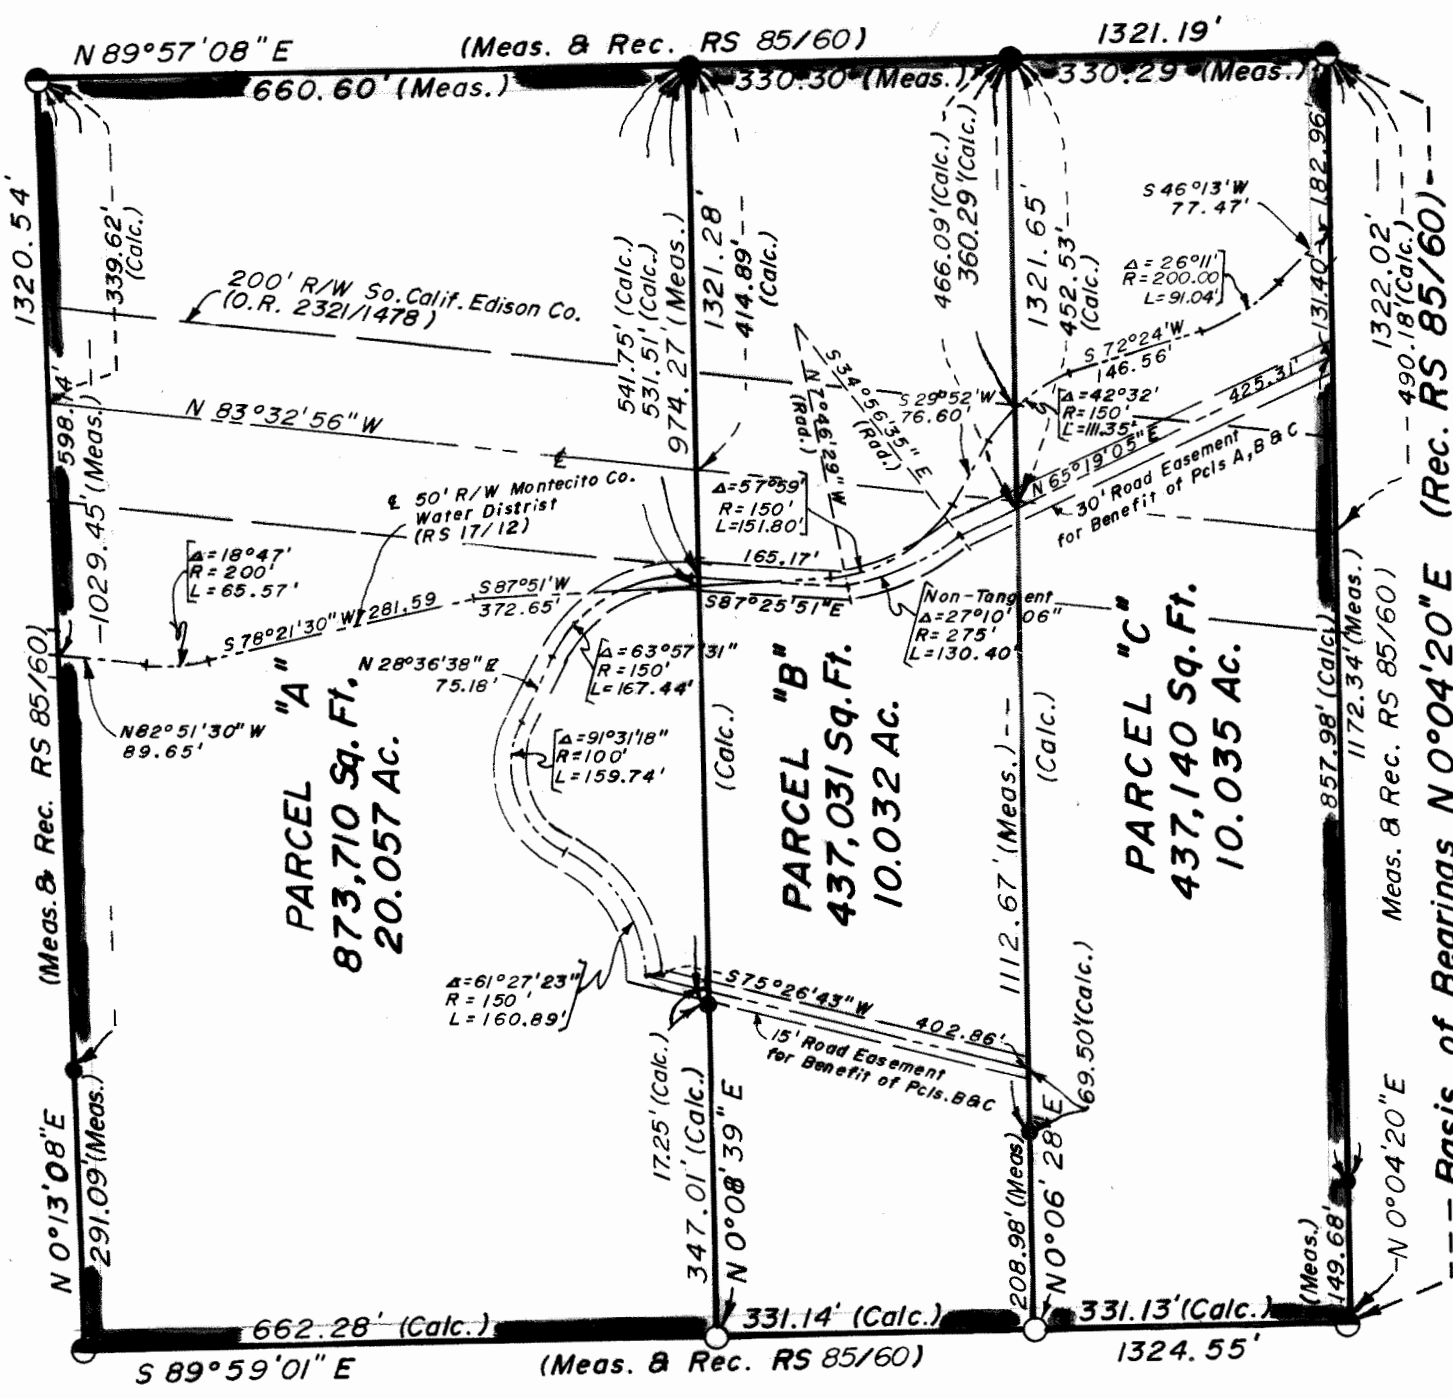 N 89°57'08" E
(Meas. & Rec. RS 85/60)
1321.19'
660.60' (Meas.)
330.30' (Meas.)
330.29' (Meas.)
1320.54'
339.62'
(Calc.)
200' R/W So. Calif. Edison Co.
(O.R. 2321/1478)
541.75' (Calc.)
531.51' (Calc.)
974.27' (Meas.)
1321.28'
414.89'
(Calc.)
466.09' (Calc.)
360.29' (Calc.)
1321.65'
452.53'
(Calc.)
S 46°13'W
77.47'
Δ = 26°11'
R = 200.00
L = 91.04'
131.40'
182.96'
1322.02'
490.18' (Calc.)
(Rec. RS 85/60)
S 72°24'W
146.56'
Δ=42°32'
R=150'
L=111.35'
425.31'
N 65°19'05"E
30' Road Easement
for Benefit of Pcls A, B & C
S 29°52'W
76.60'
S 34°56'35" E
(Rad.)
N 7°46'29" W
(Rad.)
N 83°32'56" W
₵
1029.45' (Meas.)
₵ 50' R/W Montecito Co.
Water District
(RS 17/12)
Δ=57°59'
R=150'
L=151.80'
165.17'
S87°25'51"E
Δ=18°47'
R=200'
L=65.57'
S 78°21'30"W
281.59
S 87°51'W
372.65'
N82°51'30" W
89.65'
N 28°36'38" E
75.18'
Δ=63°57'31"
R=150'
L=167.44'
Non-Tangent
Δ=27°10'06"
R=275'
L=130.40'
Δ=91°31'18"
R=100'
L=159.74'
PARCEL "A"
873,710 Sq. Ft.
20.057 Ac.
(Calc.)
PARCEL "B"
437,031 Sq. Ft.
10.032 Ac.
1112.67' (Meas.)
(Calc.)
PARCEL "C"
437,140 Sq. Ft.
10.035 Ac.
857.98' (Calc.)
1172.34' (Meas.)
Meas. & Rec. RS 85/60)
(Meas. & Rec. RS 85/60)
Δ=61°27'23"
R=150'
L=160.89'
S 75°26'43" W
402.86'
15' Road Easement
for Benefit of Pcls. B&C
17.25' (Calc.)
347.01' (Calc.)
N 0°08'39" E
69.50' (Calc.)
208.98' (Meas)
N 0°06'28" E
N 0°13'08" E
291.09' (Meas.)
(Meas.)
149.68'
N 0°04'20" E
Basis of Bearings N 0°04'20" E
662.28' (Calc.)
331.14' (Calc.)
331.13' (Calc.)
S 89°59'01" E
(Meas. & Rec. RS 85/60)
1324.55'